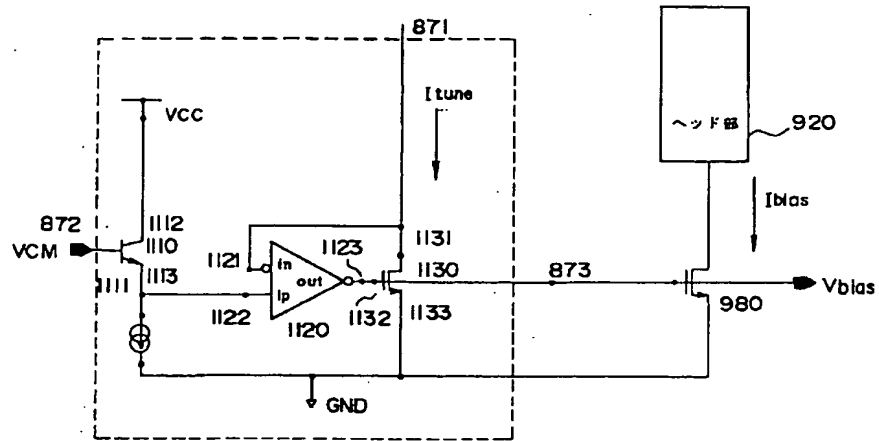 871
Itune
VCC
ヘッド部
920
Ibias
872
VCM
1112
1110
1111
1113
1121
in
out
1123
1131
1130
873
1122
ip
1120
1132
1133
980
Vbias
GND